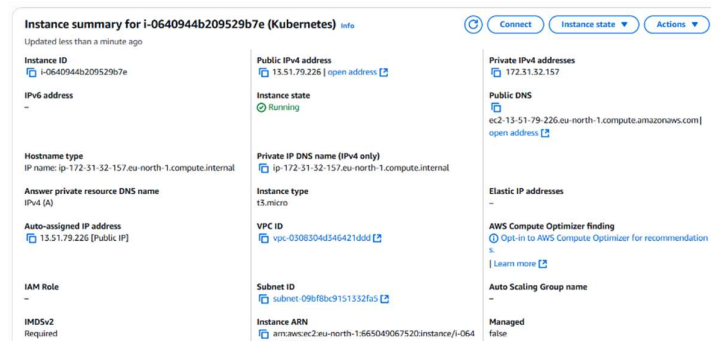 Instance summary for i-0640944b209529b7e (Kubernetes) Info
Connect
Instance state
Actions
Updated less than a minute ago
Instance ID
i-0640944b209529b7e
Public IPv4 address
13.51.79.226 | open address
Private IPv4 addresses
172.31.32.157
IPv6 address
–
Instance state
Running
Public DNS
ec2-13-51-79-226.eu-north-1.compute.amazonaws.com |
open address
Hostname type
IP name: ip-172-31-32-157.eu-north-1.compute.internal
Private IP DNS name (IPv4 only)
ip-172-31-32-157.eu-north-1.compute.internal
Answer private resource DNS name
IPv4 (A)
Instance type
t3.micro
Elastic IP addresses
–
Auto-assigned IP address
13.51.79.226 [Public IP]
VPC ID
vpc-0308304d346421ddd
AWS Compute Optimizer finding
Opt-in to AWS Compute Optimizer for recommendation
s.
| Learn more
IAM Role
–
Subnet ID
subnet-09bf8bc9151332fa5
Auto Scaling Group name
–
IMDSv2
Required
Instance ARN
arn:aws:ec2:eu-north-1:665049067520:instance/i-064
Managed
false